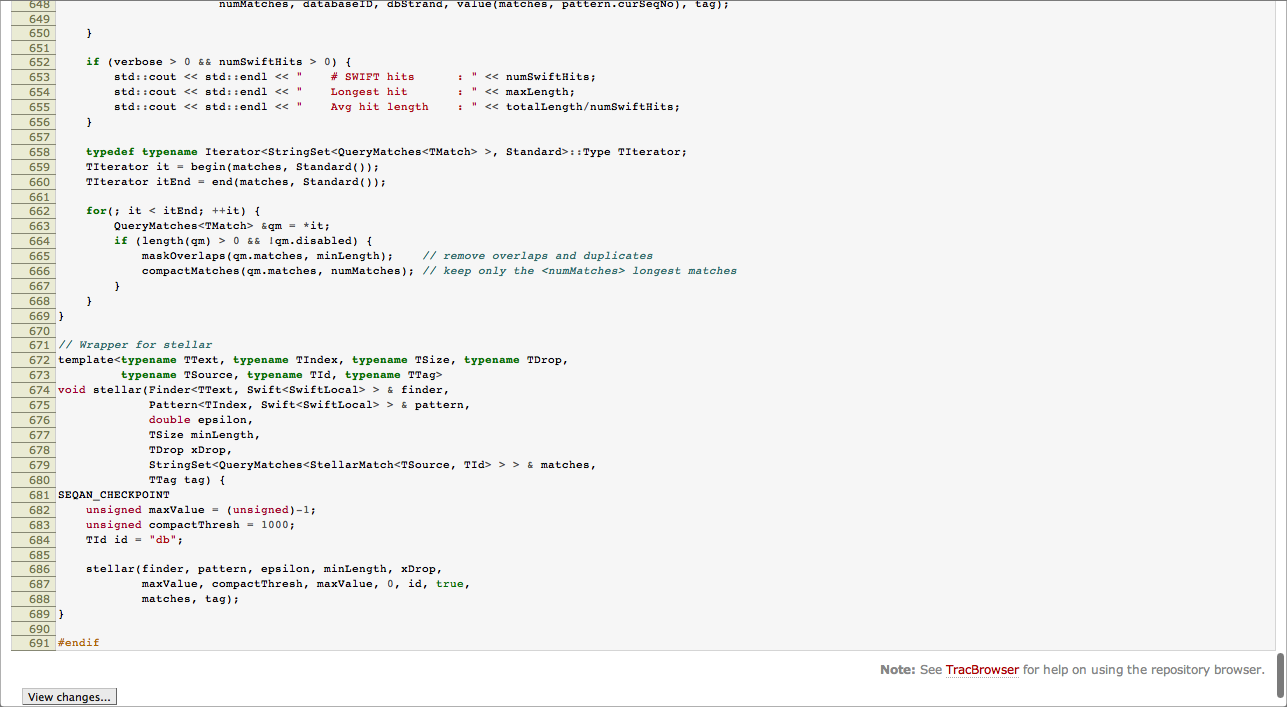 648 numMatches, databaseID, dbStrand, value(matches, pattern.curSeqNo), tag);
649
650     }
651
652     if (verbose > 0 && numSwiftHits > 0) {
653         std::cout << std::endl << "    # SWIFT hits      : " << numSwiftHits;
654         std::cout << std::endl << "    Longest hit       : " << maxLength;
655         std::cout << std::endl << "    Avg hit length    : " << totalLength/numSwiftHits;
656     }
657
658     typedef typename Iterator<StringSet<QueryMatches<TMatch> >, Standard>::Type TIterator;
659     TIterator it = begin(matches, Standard());
660     TIterator itEnd = end(matches, Standard());
661
662     for(; it < itEnd; ++it) {
663         QueryMatches<TMatch> &qm = *it;
664         if (length(qm) > 0 && !qm.disabled) {
665             maskOverlaps(qm.matches, minLength);    // remove overlaps and duplicates
666             compactMatches(qm.matches, numMatches); // keep only the <numMatches> longest matches
667         }
668     }
669 }
670
671 // Wrapper for stellar
672 template<typename TText, typename TIndex, typename TSize, typename TDrop,
673          typename TSource, typename TId, typename TTag>
674 void stellar(Finder<TText, Swift<SwiftLocal> > & finder,
675              Pattern<TIndex, Swift<SwiftLocal> > & pattern,
676              double epsilon,
677              TSize minLength,
678              TDrop xDrop,
679              StringSet<QueryMatches<StellarMatch<TSource, TId> > > & matches,
680              TTag tag) {
681 SEQAN_CHECKPOINT
682     unsigned maxValue = (unsigned)-1;
683     unsigned compactThresh = 1000;
684     TId id = "db";
685
686     stellar(finder, pattern, epsilon, minLength, xDrop,
687             maxValue, compactThresh, maxValue, 0, id, true,
688             matches, tag);
689 }
690
691 #endif
Note: See TracBrowser for help on using the repository browser.
View changes...